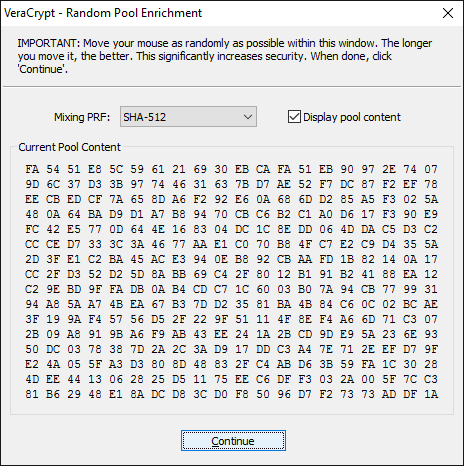 VeraCrypt - Random Pool Enrichment
IMPORTANT: Move your mouse as randomly as possible within this window. The longer
you move it, the better. This significantly increases security. When done, click
'Continue'.
Mixing PRF: SHA-512 Display pool content
Current Pool Content
FA 54 51 E8 5C 59 61 21 69 30 EB CA FA 51 EB 90 97 2E 74 07
9D 6C 37 D3 3B 97 74 46 31 63 7B D7 AE 52 F7 DC 87 F2 EF 78
EE CB ED CF 7A 65 8D A6 F2 92 E6 0A 68 6D D2 85 A5 F3 02 5A
48 0A 64 BA D9 D1 A7 B8 94 70 CB C6 B2 C1 A0 D6 17 F3 90 E9
FC 42 E5 77 0D 64 4E 16 83 04 DC 1C 8E DD 06 4D DA C5 D3 C2
CC CE D7 33 3C 3A 46 77 AA E1 C0 70 B8 4F C7 E2 C9 D4 35 5A
2D 3F E1 C2 BA 45 AC E3 94 0E B8 92 CB AA FD 1B 82 14 0A 17
CC 2F D3 52 D2 5D 8A BB 69 C4 2F 80 12 B1 91 B2 41 88 EA 12
C2 9E BD 9F FA DB 0A B4 CD C7 1C 60 03 B0 7A 94 CB 77 99 31
94 A8 5A A7 4B EA 67 B3 7D D2 35 81 BA 4B 84 C6 0C 02 BC AE
3F 19 9A F4 57 56 D5 2F 22 9F 51 11 4F 8E F4 A6 6D 71 C3 07
2B 09 A8 91 9B A6 F9 AB 43 EE 24 1A 2B CD 9D E9 5A 23 6E 93
50 DC 03 78 38 7D 2A 2C 3A D9 17 DD C3 A4 7E 71 2E EF D7 9F
E2 4A 05 5F A3 D3 80 8D 48 83 2F C4 AB D6 3B 59 FA 1C 30 28
4D EE 44 13 06 28 25 D5 11 75 EE C6 DF F3 03 2A 00 5F 7C C3
81 B6 29 48 E1 8A DC D8 3C D0 F8 50 96 D7 F2 73 73 AD DF 1A
Continue